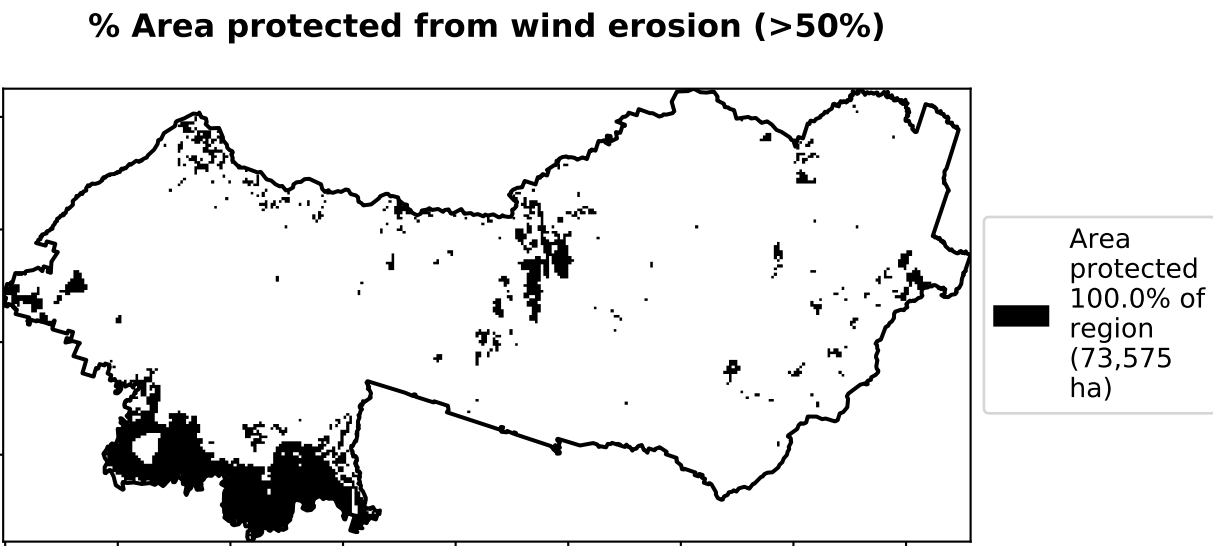 % Area protected from wind erosion (>50%)
Area
protected
100.0% of
region
(73,575
ha)